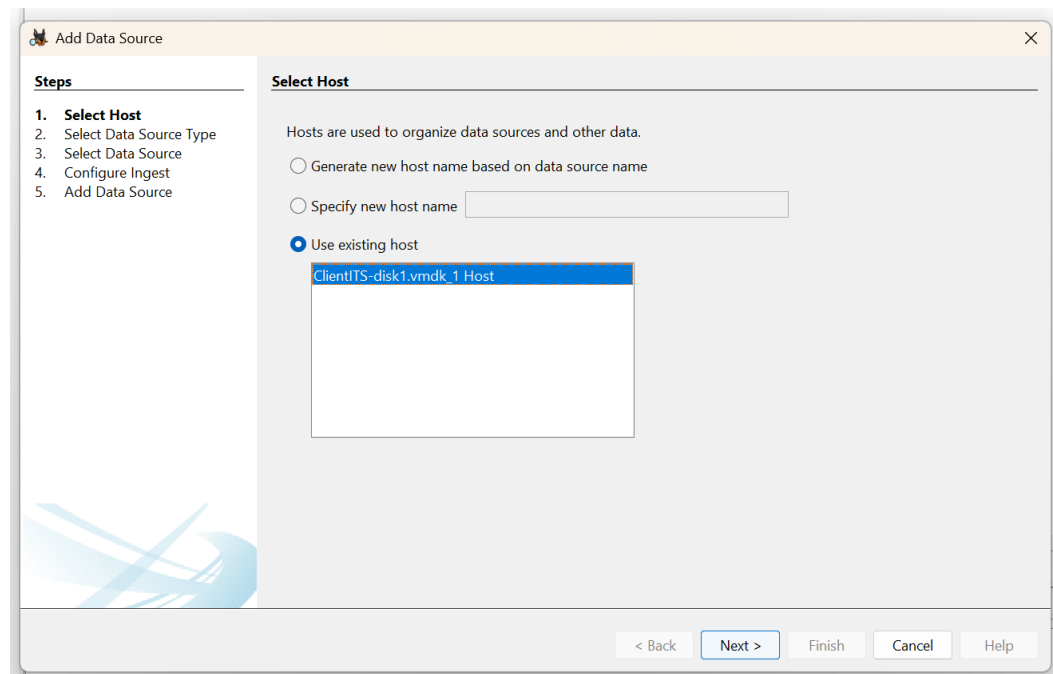 Add Data Source
Steps
1. Select Host
2. Select Data Source Type
3. Select Data Source
4. Configure Ingest
5. Add Data Source
Select Host
Hosts are used to organize data sources and other data.
Generate new host name based on data source name
Specify new host name
Use existing host
ClientITS-disk1.vmdk_1 Host
< Back
Next >
Finish
Cancel
Help